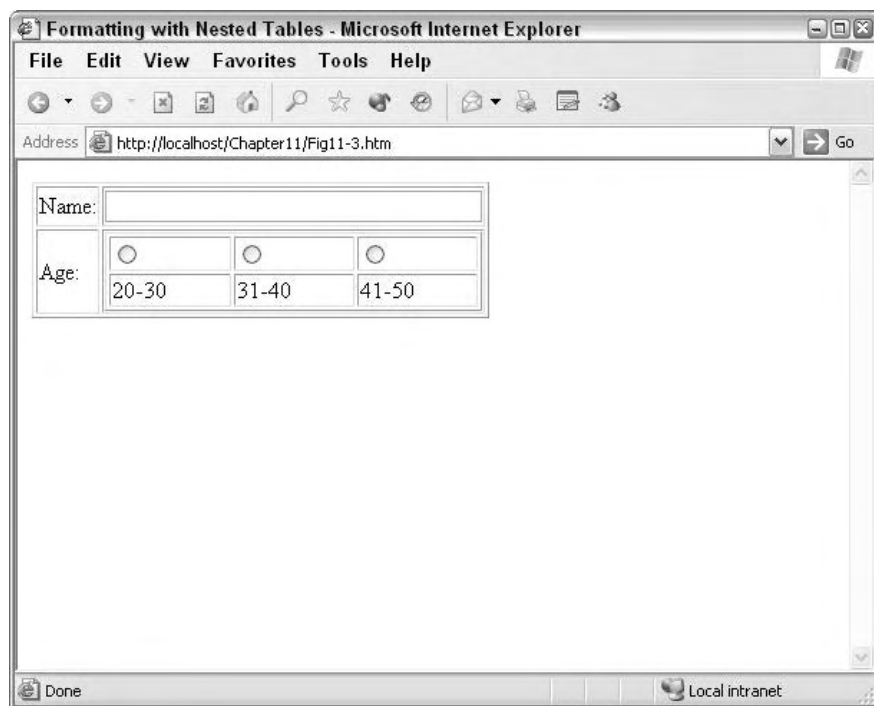 Formatting with Nested Tables - Microsoft Internet Explorer
File Edit View Favorites Tools Help
Address http://localhost/Chapter11/Fig11-3.htm Go
Name:
Age:
20-30 31-40 41-50
Done Local intranet